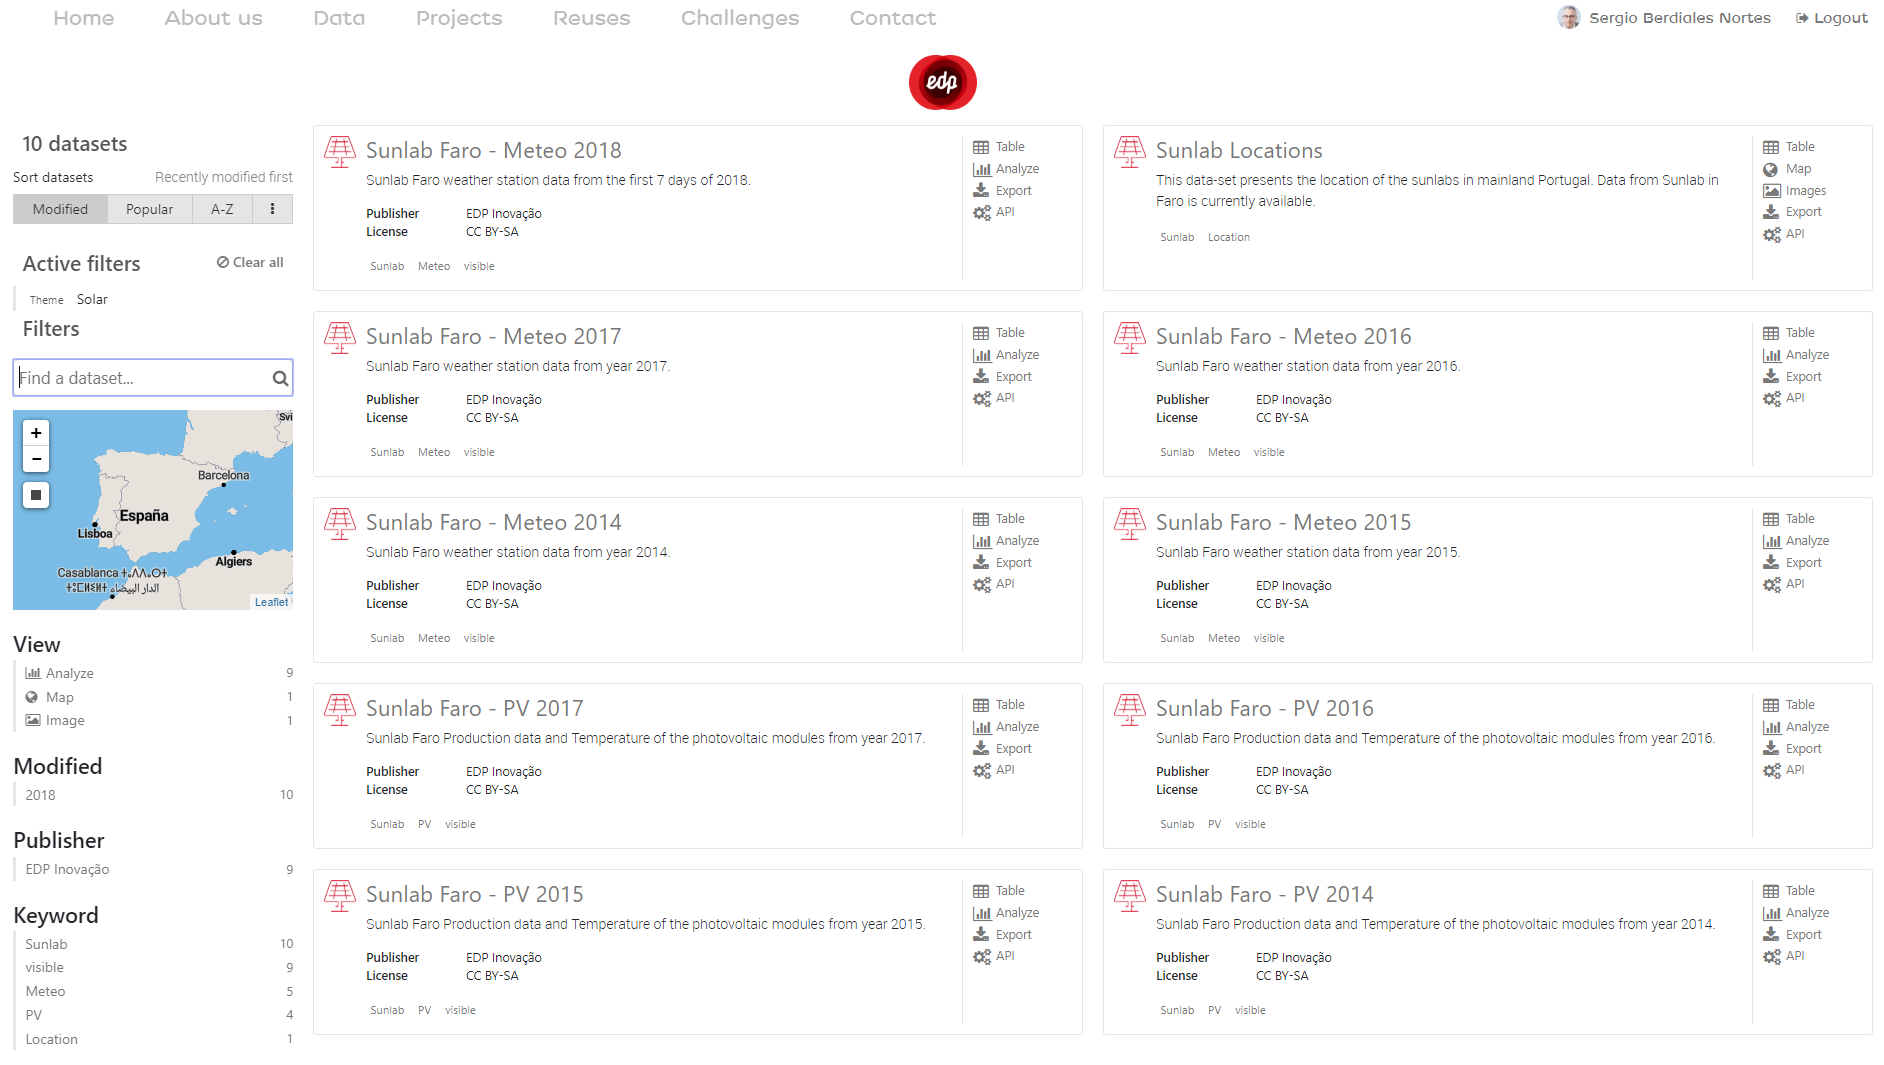 Home About us Data Projects Reuses Challenges Contact Sergio Berdiales Nortes Logout
edp
10 datasets
Sort datasets Recently modified first
Modified Popular A-Z
Active filters Clear all
Theme Solar
Filters
Find a dataset...
Svi
+
−
Barcelona
España
Lisboa
Algiers
Casablanca
الدار البيضاء
Leaflet
View
Analyze 9
Map 1
Image 1
Modified
2018 10
Publisher
EDP Inovação 9
Keyword
Sunlab 10
visible 9
Meteo 5
PV 4
Location 1
Sunlab Faro - Meteo 2018
Sunlab Faro weather station data from the first 7 days of 2018.
Publisher EDP Inovação
License CC BY-SA
Sunlab Meteo visible
Table
Analyze
Export
API
Sunlab Locations
This data-set presents the location of the sunlabs in mainland Portugal. Data from Sunlab in
Faro is currently available.
Sunlab Location
Table
Map
Images
Export
API
Sunlab Faro - Meteo 2017
Sunlab Faro weather station data from year 2017.
Publisher EDP Inovação
License CC BY-SA
Sunlab Meteo visible
Table
Analyze
Export
API
Sunlab Faro - Meteo 2016
Sunlab Faro weather station data from year 2016.
Publisher EDP Inovação
License CC BY-SA
Sunlab Meteo visible
Table
Analyze
Export
API
Sunlab Faro - Meteo 2014
Sunlab Faro weather station data from year 2014.
Publisher EDP Inovação
License CC BY-SA
Sunlab Meteo visible
Table
Analyze
Export
API
Sunlab Faro - Meteo 2015
Sunlab Faro weather station data from year 2015.
Publisher EDP Inovação
License CC BY-SA
Sunlab Meteo visible
Table
Analyze
Export
API
Sunlab Faro - PV 2017
Sunlab Faro Production data and Temperature of the photovoltaic modules from year 2017.
Publisher EDP Inovação
License CC BY-SA
Sunlab PV visible
Table
Analyze
Export
API
Sunlab Faro - PV 2016
Sunlab Faro Production data and Temperature of the photovoltaic modules from year 2016.
Publisher EDP Inovação
License CC BY-SA
Sunlab PV visible
Table
Analyze
Export
API
Sunlab Faro - PV 2015
Sunlab Faro Production data and Temperature of the photovoltaic modules from year 2015.
Publisher EDP Inovação
License CC BY-SA
Sunlab PV visible
Table
Analyze
Export
API
Sunlab Faro - PV 2014
Sunlab Faro Production data and Temperature of the photovoltaic modules from year 2014.
Publisher EDP Inovação
License CC BY-SA
Sunlab PV visible
Table
Analyze
Export
API